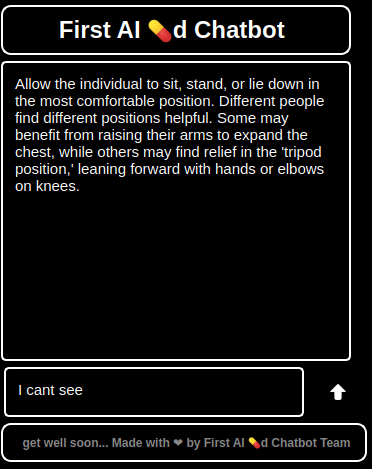 First AI 💊d Chatbot
Allow the individual to sit, stand, or lie down in
the most comfortable position. Different people
find different positions helpful. Some may
benefit from raising their arms to expand the
chest, while others may find relief in the 'tripod
position,' leaning forward with hands or elbows
on knees.
I cant see
get well soon... Made with ❤ by First AI 💊d Chatbot Team